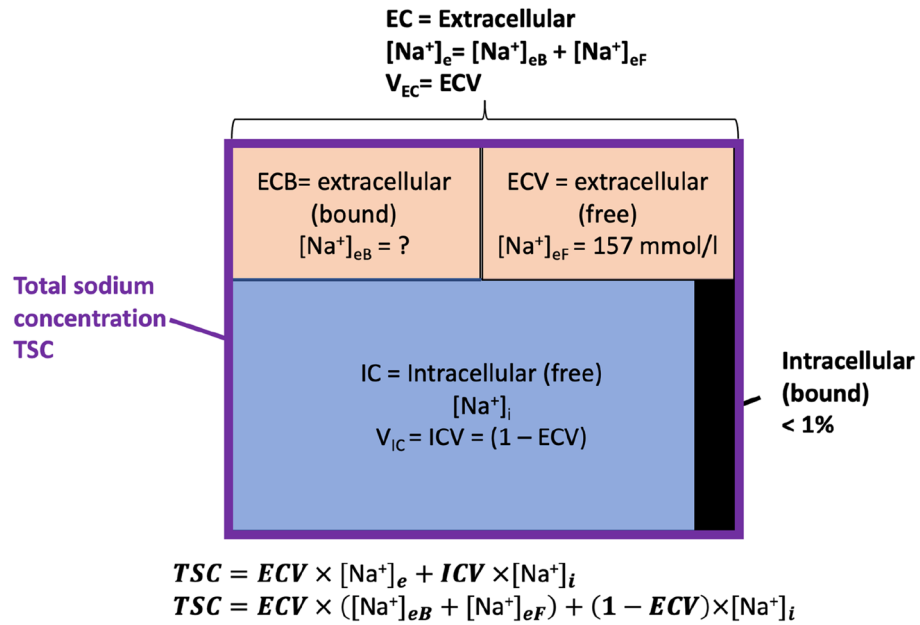 EC = Extracellular
[Na⁺]ₑ= [Na⁺]ₑB + [Na⁺]ₑF
VEC= ECV
ECB= extracellular
(bound)
[Na⁺]eB = ?
ECV = extracellular
(free)
[Na⁺]eF = 157 mmol/l
Total sodium
concentration
TSC
IC = Intracellular (free)
[Na⁺]i
VIC = ICV = (1 – ECV)
Intracellular
(bound)
< 1%
TSC = ECV × [Na⁺]e + ICV ×[Na⁺]i
TSC = ECV × ([Na⁺]eB + [Na⁺]eF) + (1 − ECV)×[Na⁺]i